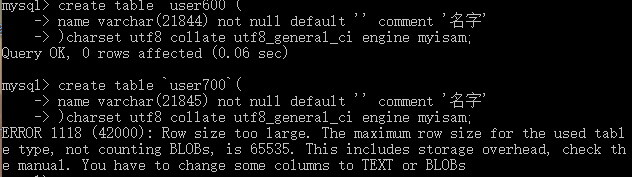 mysql> create table `user600`(
    -> name varchar(21844) not null default '' comment '名字'
    -> )charset utf8 collate utf8_general_ci engine myisam;
Query OK, 0 rows affected (0.06 sec)
mysql> create table `user700`(
    -> name varchar(21845) not null default '' comment '名字'
    -> )charset utf8 collate utf8_general_ci engine myisam;
ERROR 1118 (42000): Row size too large. The maximum row size for the used tabl
e type, not counting BLOBs, is 65535. This includes storage overhead, check th
e manual. You have to change some columns to TEXT or BLOBs